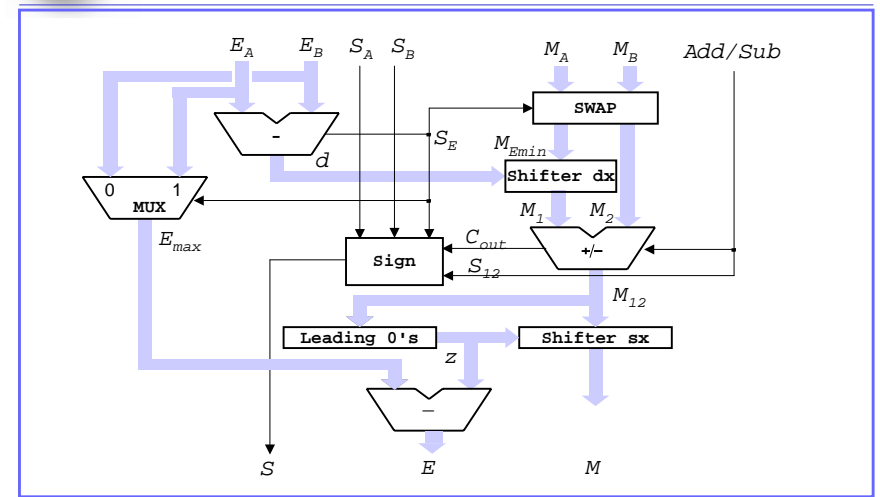 E_A E_B S_A S_B M_A M_B Add/Sub
SWAP
- S_E M_Emin
d Shifter dx
0 1
MUX M_1 M_2
E_max C_out +/-
Sign S_12
M_12
Leading 0's Shifter sx
z
-
S E M